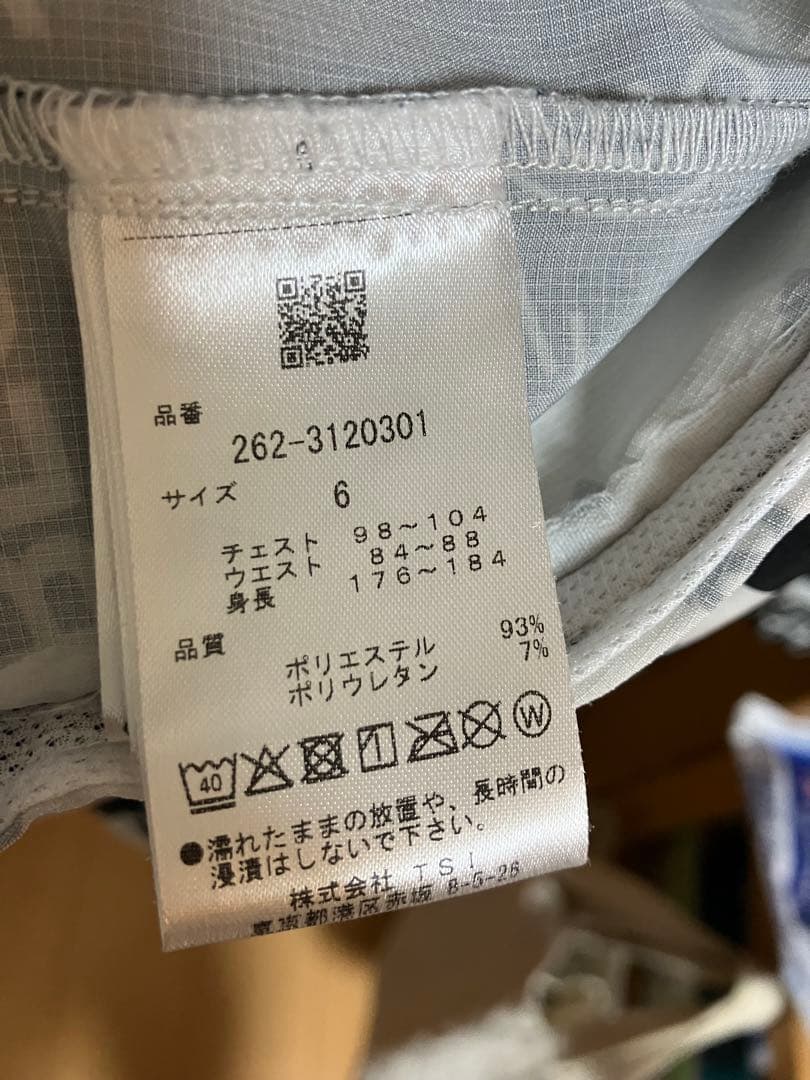 品番
262-3120301
サイズ 6
チェスト 98～104
ウエスト 84～88
身長 176～184
品質
ポリエステル 93%
ポリウレタン 7%
40 W
●濡れたままの放置や、長時間の
浸漬はしないで下さい。
株式会社 TSI
東京都港区赤坂 8-5-26